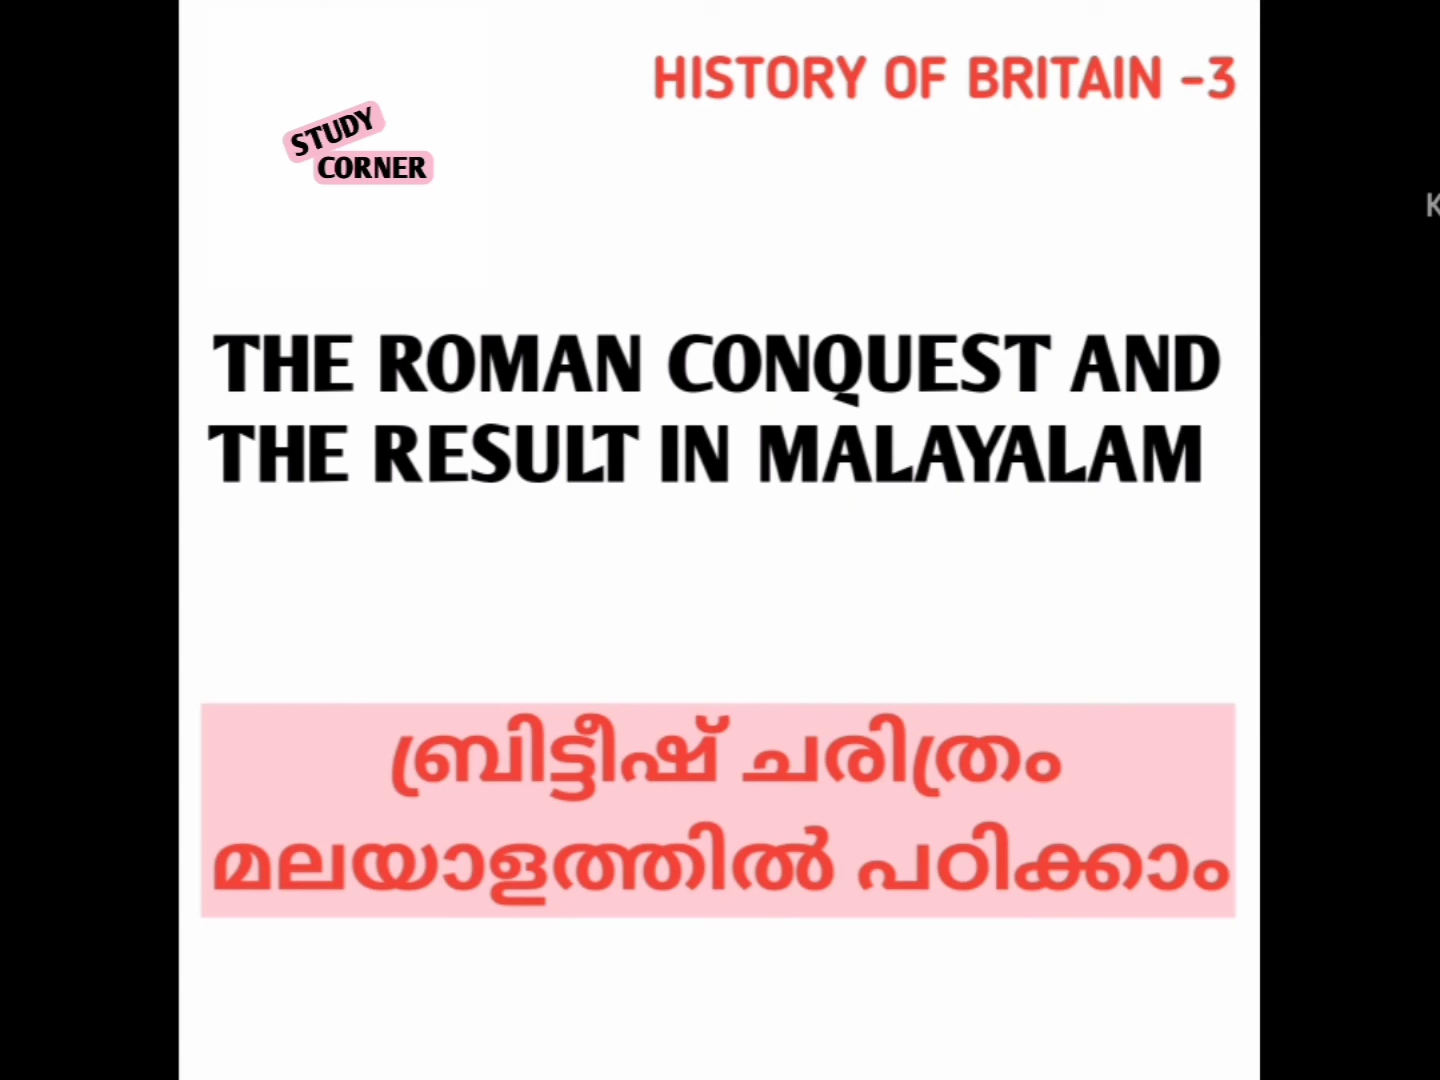 HISTORY OF BRITAIN -3
STUDY
CORNER
THE ROMAN CONQUEST AND
THE RESULT IN MALAYALAM
ബ്രിട്ടീഷ് ചരിത്രം
മലയാളത്തിൽ പഠിക്കാം